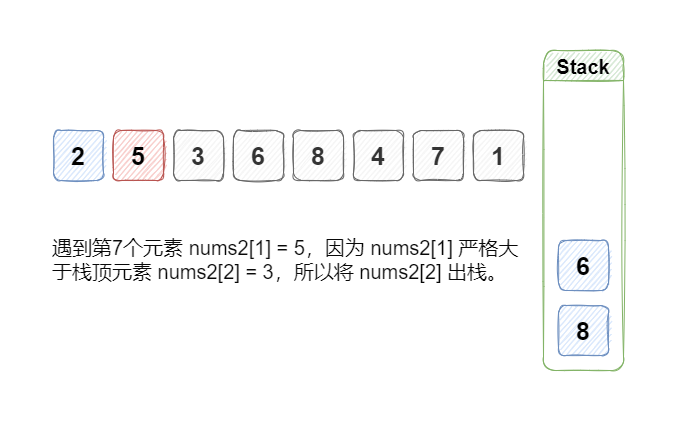 Stack
2 5 3 6 8 4 7 1
遇到第7个元素 nums2[1] = 5，因为 nums2[1] 严格大
于栈顶元素 nums2[2] = 3，所以将 nums2[2] 出栈。
6
8